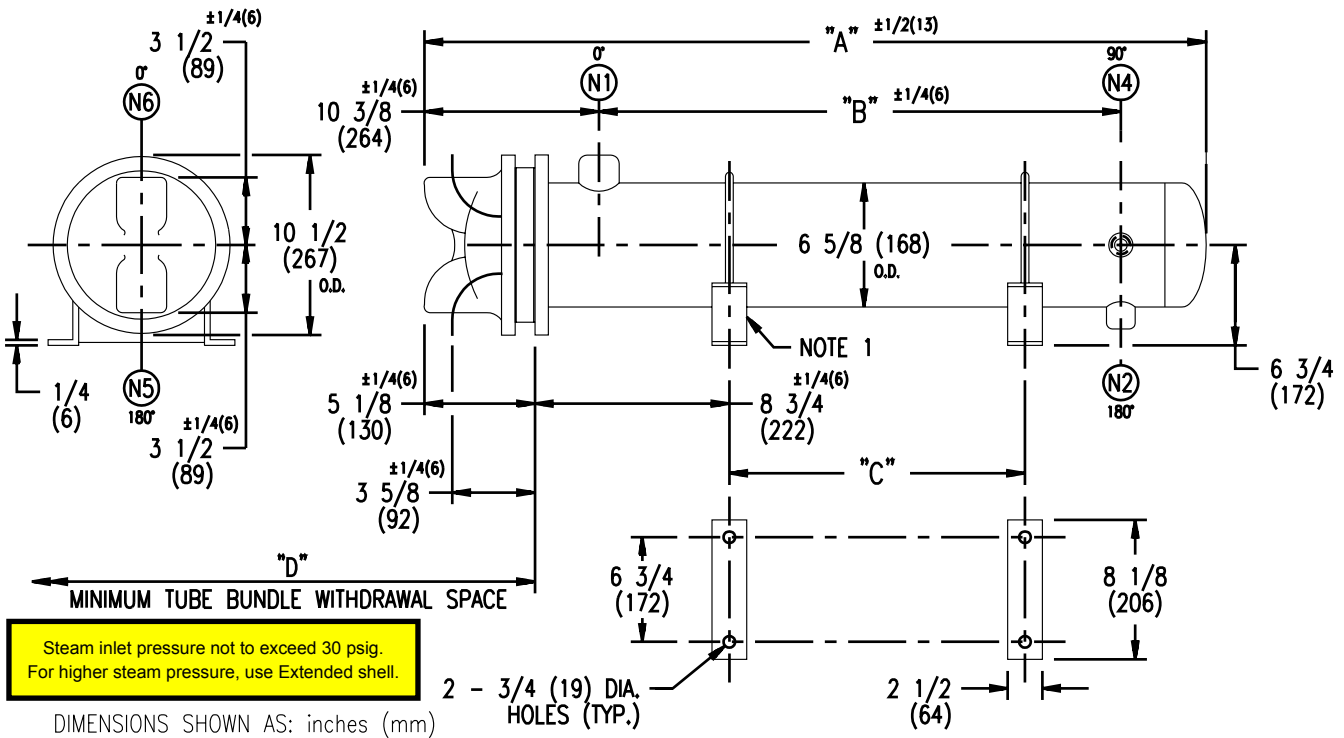 ±1/4(6)
3 1/2
(89)
0°
N6
10 1/2
(267)
O.D.
1/4
(6)
N5
180°
±1/4(6)
3 1/2
(89)
"A" ±1/2(13)
±1/4(6)
10 3/8
(264)
0°
N1
"B" ±1/4(6)
90°
N4
6 5/8 (168)
O.D.
NOTE 1
6 3/4
(172)
N2
180°
±1/4(6)
5 1/8
(130)
±1/4(6)
8 3/4
(222)
±1/4(6)
3 5/8
(92)
"C"
"D"
MINIMUM TUBE BUNDLE WITHDRAWAL SPACE
6 3/4
(172)
8 1/8
(206)
2 - 3/4 (19) DIA.
HOLES (TYP.)
2 1/2
(64)
Steam inlet pressure not to exceed 30 psig.
For higher steam pressure, use Extended shell.
DIMENSIONS SHOWN AS: inches (mm)